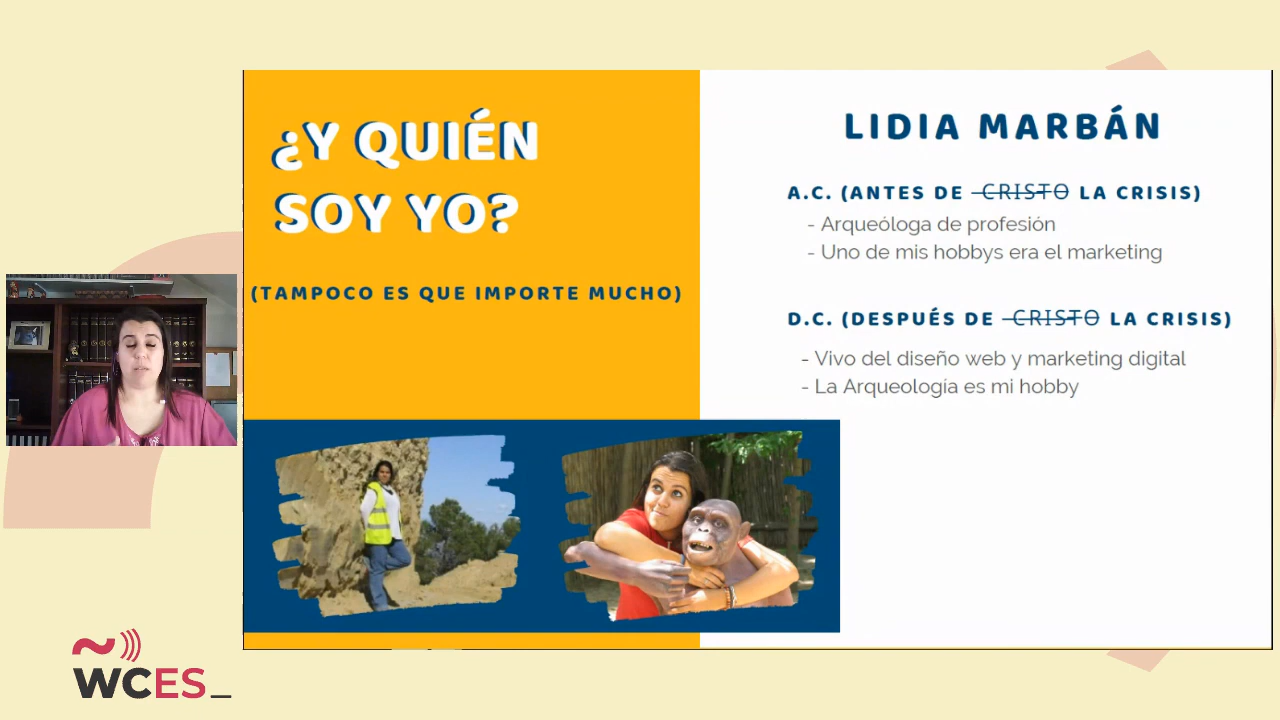 ¿Y QUIÉN
SOY YO?
(TAMPOCO ES QUE IMPORTE MUCHO)
LIDIA MARBÁN
A.C. (ANTES DE CRISTO LA CRISIS)
- Arqueóloga de profesión
- Uno de mis hobbys era el marketing
D.C. (DESPUÉS DE CRISTO LA CRISIS)
- Vivo del diseño web y marketing digital
- La Arqueología es mi hobby
WCES_